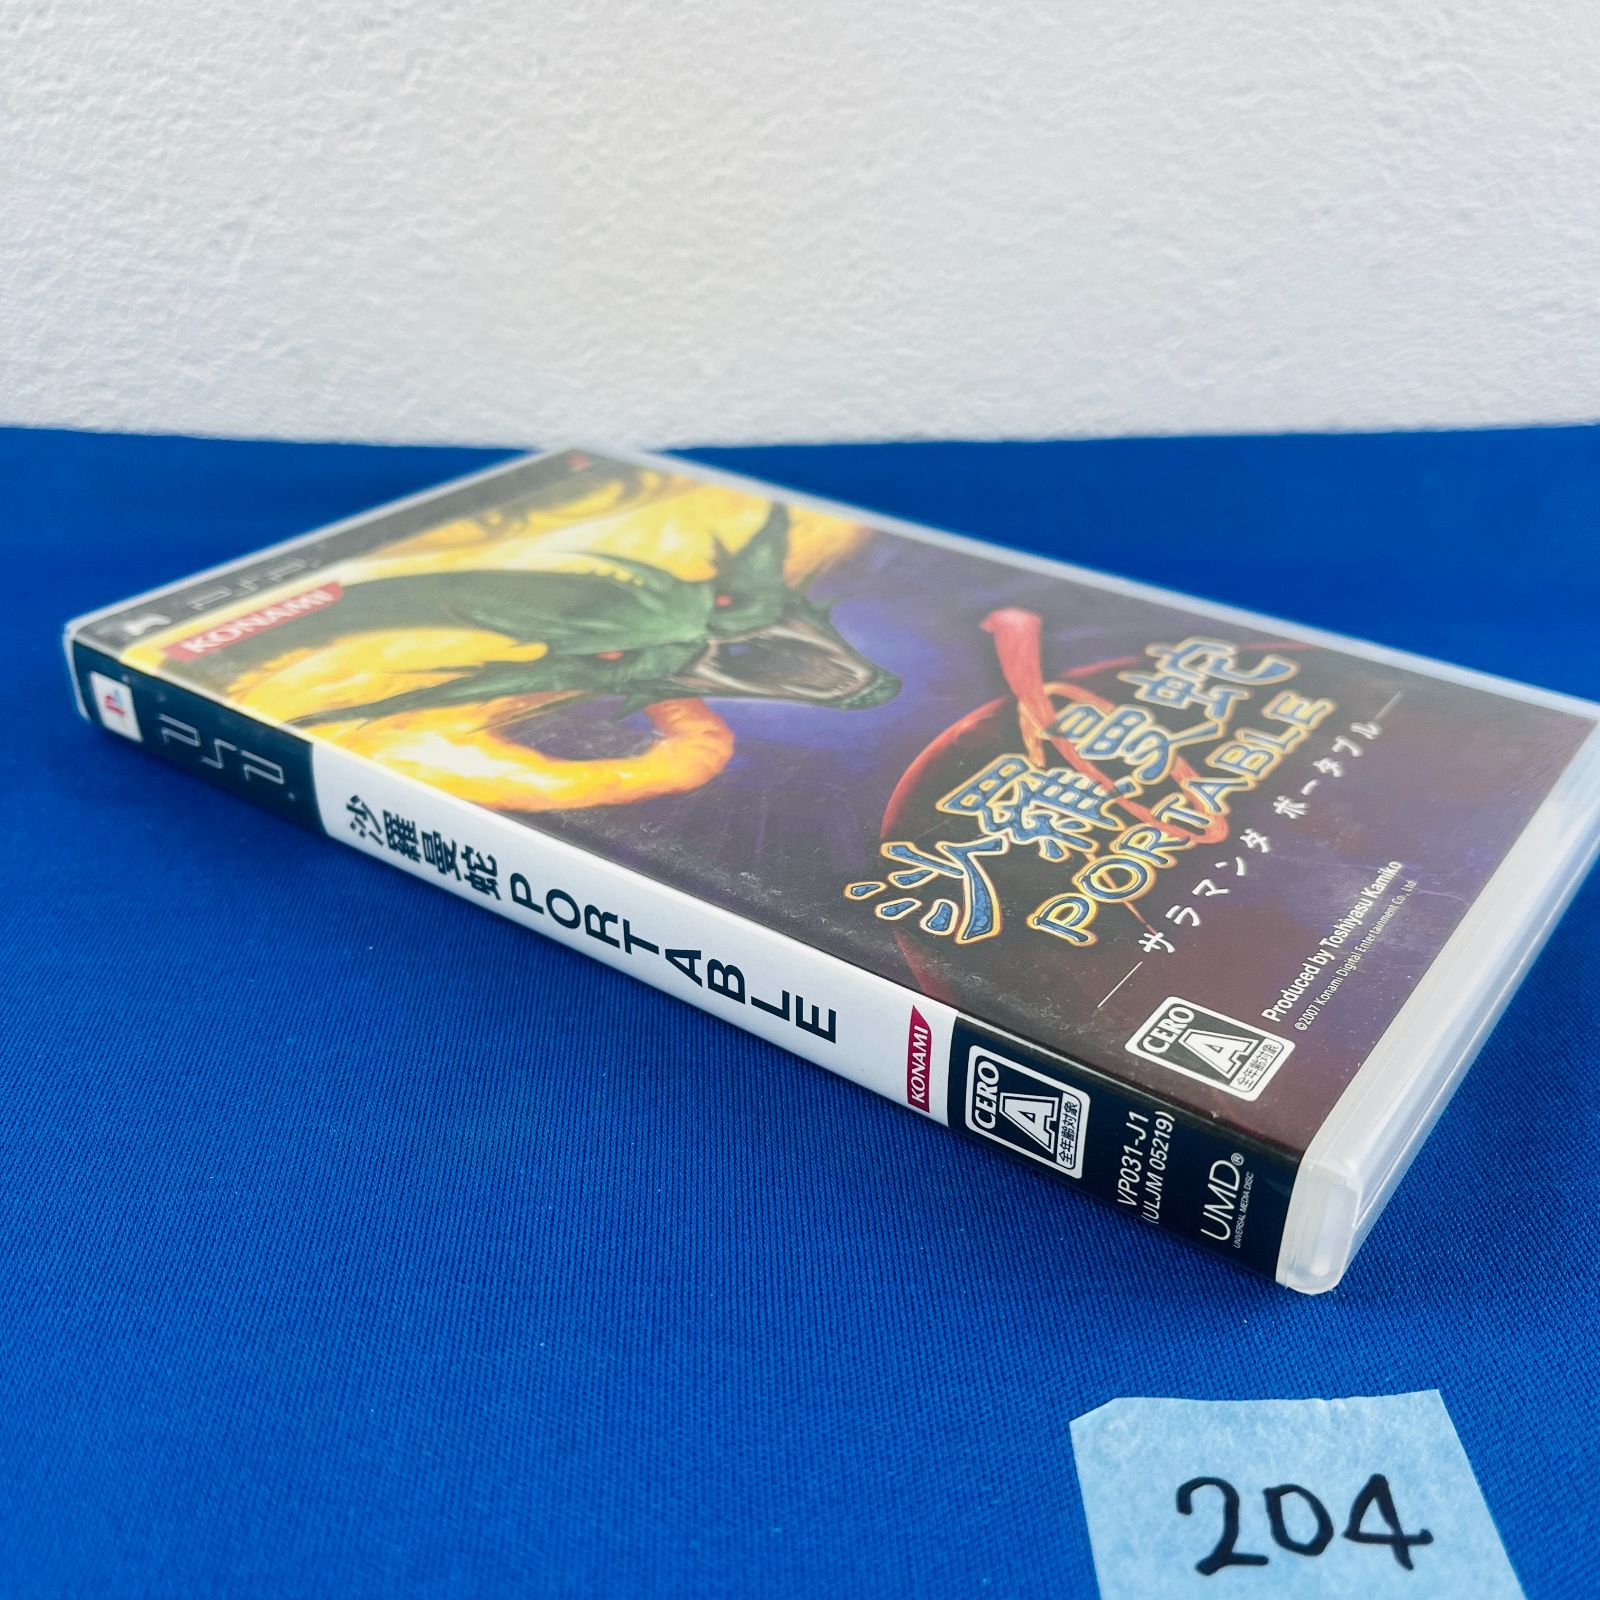 PSP
KONAMI
沙羅曼蛇
PORTABLE
サラマンダ ポータブル
Produced by Toshiyasu Kamiko
©2007 Konami Digital Entertainment Co., Ltd.
CERO
A
全年齢対象
PSP
沙羅曼蛇 PORTABLE
KONAMI
CERO
A
全年齢対象
VP031-J1
(ULJM 05219)
UMD®
UNIVERSAL MEDIA DISC
204